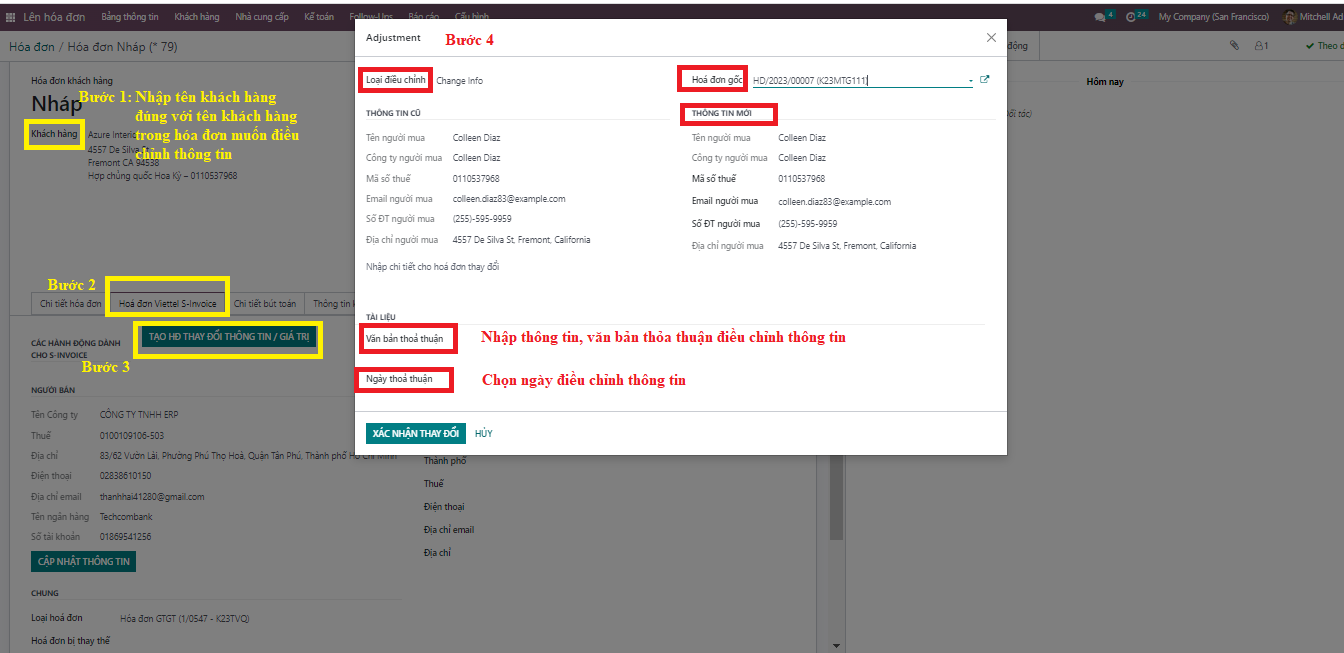 Lên hóa đơn Bảng thông tin Khách hàng Nhà cung cấp Kế toán Follow-Ups Báo cáo Cấu hình 4 24 My Company (San Francisco) Mitchell Ad
Hóa đơn / Hóa đơn Nháp (* 79)
động 1 Theo d
Adjustment Bước 4
Hóa đơn khách hàng
Nháp
Bước 1: Nhập tên khách hàng
đúng với tên khách hàng
trong hóa đơn muốn điều
chỉnh thông tin
Khách hàng Azure Interio
4557 De Silva St
Fremont CA 94538
Hợp chủng quốc Hoa Kỳ – 0110537968
Loại điều chỉnh Change Info
Hoá đơn gốc HD/2023/00007 (K23MTG111)
Hôm nay
ối tác)
THÔNG TIN CŨ
Tên người mua Colleen Diaz
Công ty người mua Colleen Diaz
Mã số thuế 0110537968
Email người mua colleen.diaz83@example.com
Số ĐT người mua (255)-595-9959
Địa chỉ người mua 4557 De Silva St, Fremont, California
Nhập chi tiết cho hoá đơn thay đổi
THÔNG TIN MỚI
Tên người mua Colleen Diaz
Công ty người mua Colleen Diaz
Mã số thuế 0110537968
Email người mua colleen.diaz83@example.com
Số ĐT người mua (255)-595-9959
Địa chỉ người mua 4557 De Silva St, Fremont, California
Bước 2
Chi tiết hóa đơn Hoá đơn Viettel S-Invoice Chi tiết bút toán Thông tin k
TÀI LIỆU
Văn bản thoả thuận Nhập thông tin, văn bản thỏa thuận điều chỉnh thông tin
Ngày thoả thuận Chọn ngày điều chỉnh thông tin
XÁC NHẬN THAY ĐỔI HỦY
CÁC HÀNH ĐỘNG DÀNH
CHO S-INVOICE
TẠO HĐ THAY ĐỔI THÔNG TIN / GIÁ TRỊ
Bước 3
NGƯỜI BÁN
Tên Công ty CÔNG TY TNHH ERP
Thuế 0100109106-503
Địa chỉ 83/62 Vườn Lài, Phường Phú Thọ Hoà, Quận Tân Phú, Thành phố Hồ Chí Minh
Điện thoại 02838610150
Địa chỉ email thanhhai41280@gmail.com
Tên ngân hàng Techcombank
Số tài khoản 01869541256
CẬP NHẬT THÔNG TIN
Thành phố
Thuế
Điện thoại
Địa chỉ email
Địa chỉ
CHUNG
Loại hoá đơn Hóa đơn GTGT (1/0547 - K23TVQ)
Hoá đơn bị thay thế